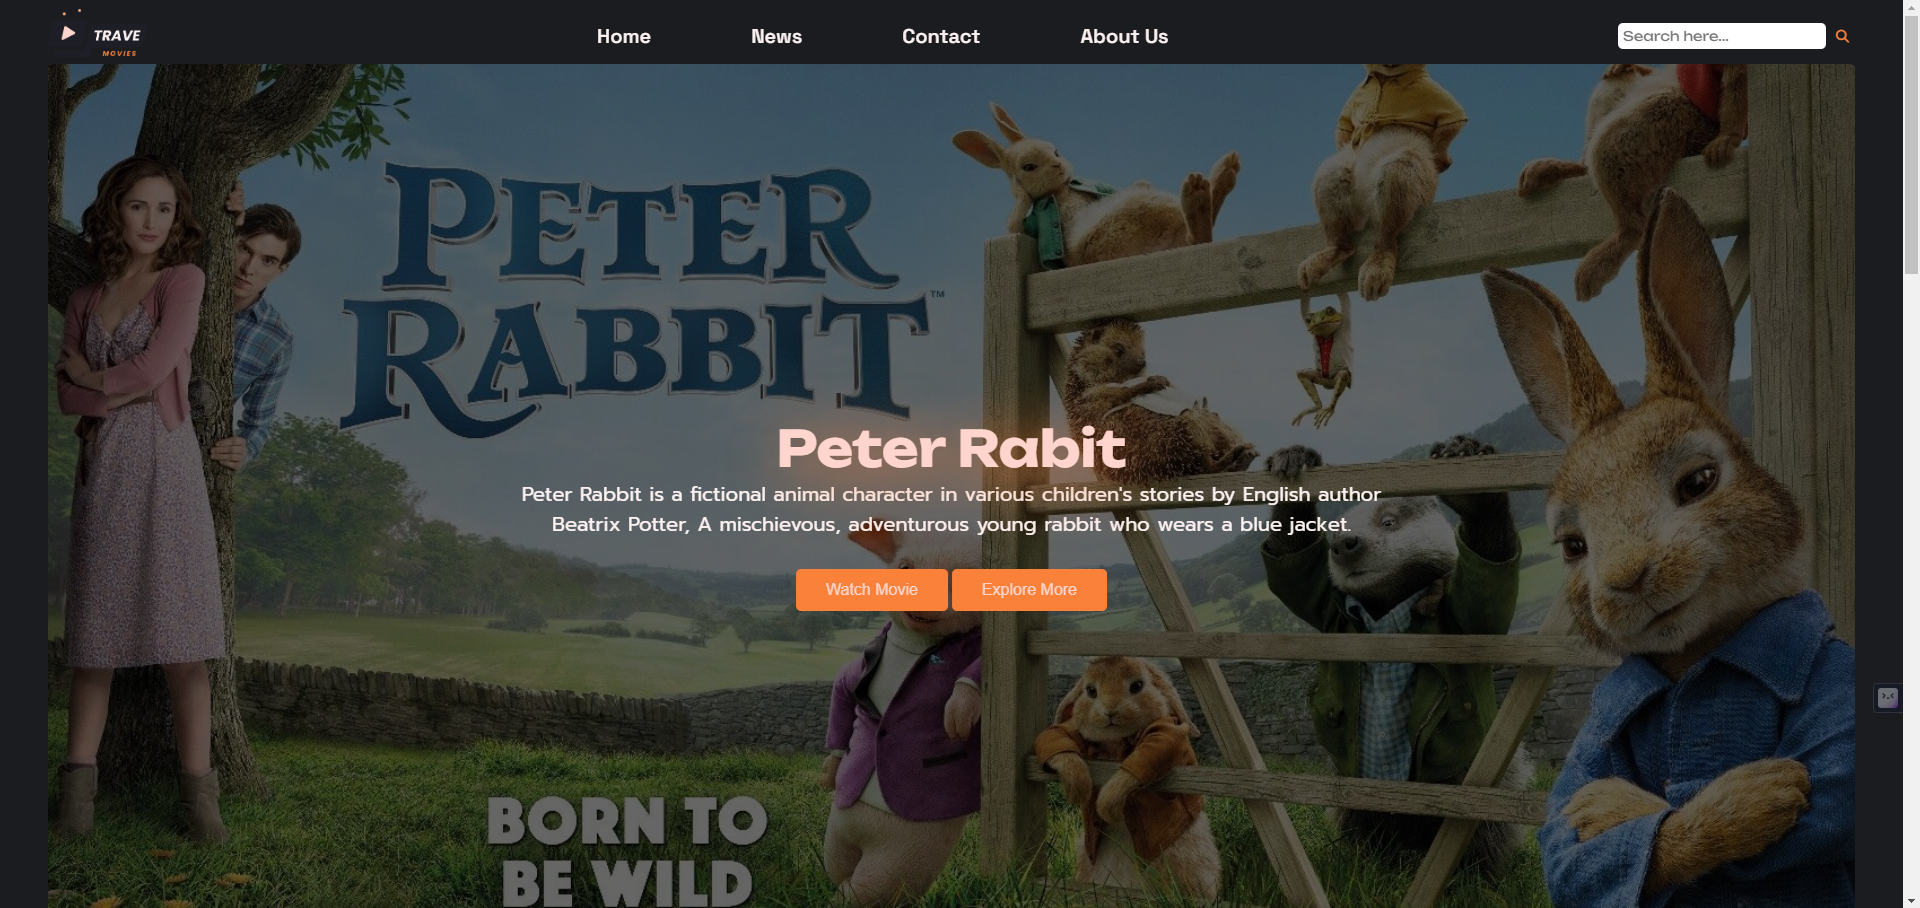 TRAVE
MOVIES
Home
News
Contact
About Us
Search here...
PETER
RABBIT™
Peter Rabit
Peter Rabbit is a fictional animal character in various children's stories by English author
Beatrix Potter, A mischievous, adventurous young rabbit who wears a blue jacket.
Watch Movie
Explore More
BORN TO
BE WILD